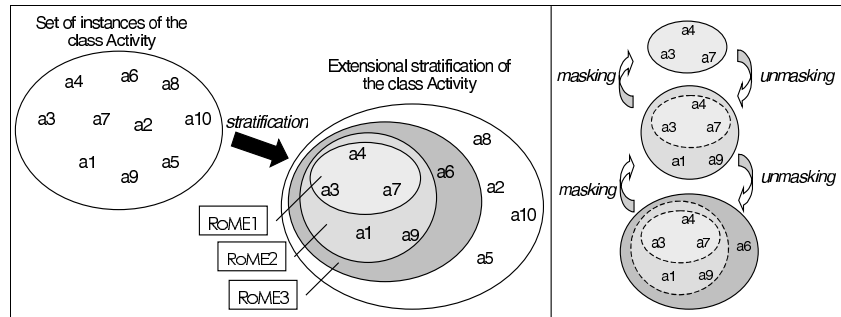 Set of instances of the
class Activity
a4 a6 a8
a3 a7 a2 a10
a1 a9 a5
stratification
Extensional stratification of
the class Activity
a8
a4 a6
a3 a7 a2
a10
a1 a9
a5
RoME1
RoME2
RoME3
a4
a3 a7
masking unmasking
a4
a3 a7
a1 a9
masking unmasking
a4
a3 a7 a6
a1 a9